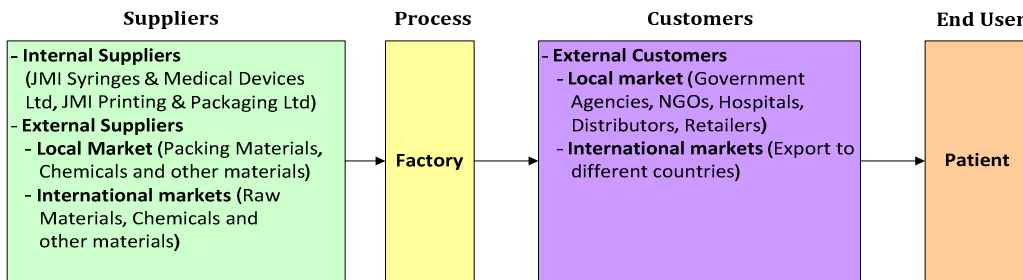 Suppliers
Process
Customers
End User
- Internal Suppliers
(JMI Syringes & Medical Devices
Ltd, JMI Printing & Packaging Ltd)
- External Suppliers
- Local Market (Packing Materials,
Chemicals and other materials)
- International markets (Raw
Materials, Chemicals and
other materials)
Factory
- External Customers
- Local market (Government
Agencies, NGOs, Hospitals,
Distributors, Retailers)
- International markets (Export to
different countries)
Patient